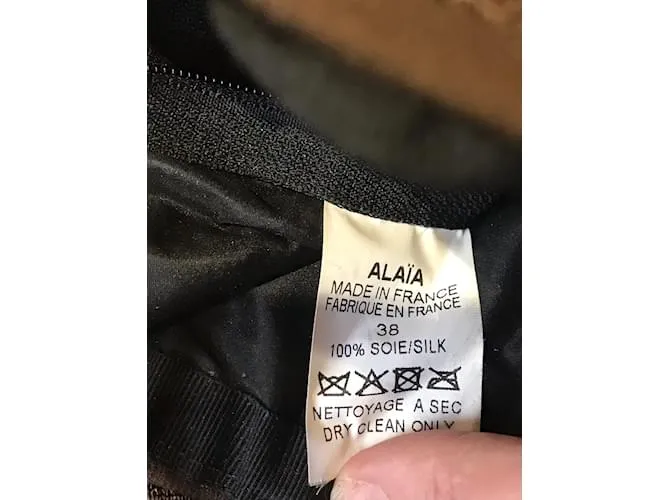 ALAÏA
MADE IN FRANCE
FABRIQUE EN FRANCE
38
100% SOIE/SILK
NETTOYAGE A SEC
DRY CLEAN ONLY